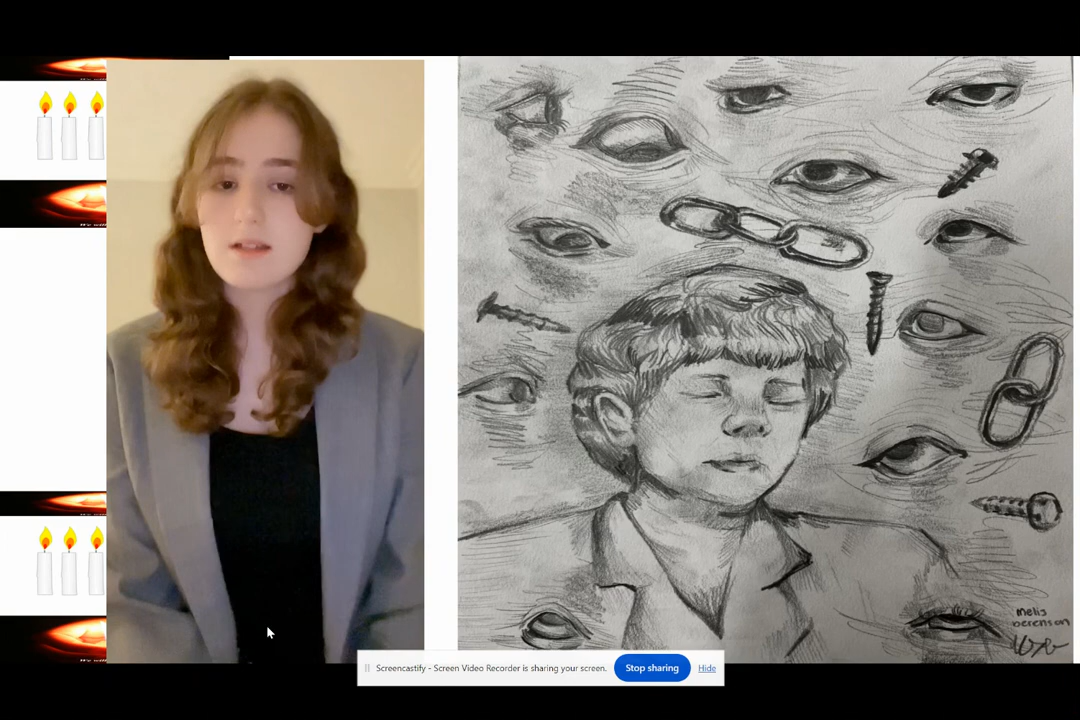 melis
berenson
Screencastify - Screen Video Recorder is sharing your screen.
Stop sharing
Hide